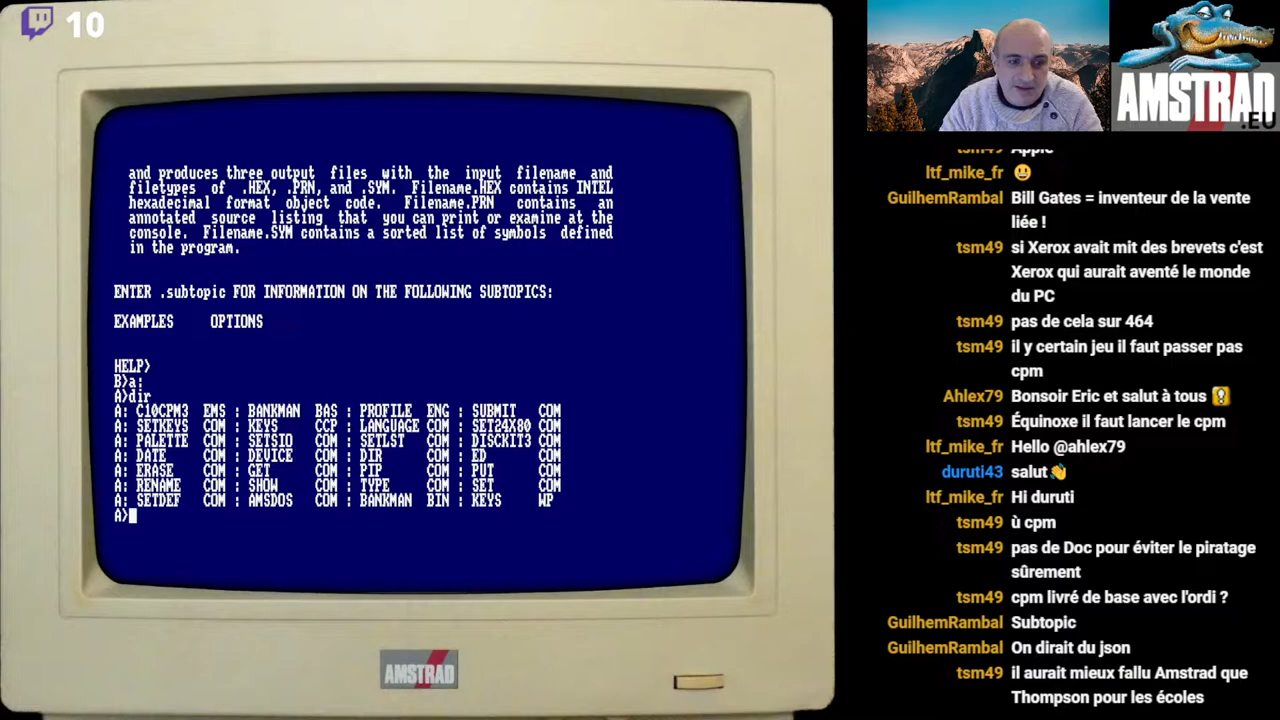 10
and produces three output files with the input filename and
filetypes of .HEX, .PRN, and .SYM. Filename.HEX contains INTEL
hexadecimal format object code. Filename.PRN contains an
annotated source listing that you can print or examine at the
console. Filename.SYM contains a sorted list of symbols defined
in the program.
ENTER .subtopic FOR INFORMATION ON THE FOLLOWING SUBTOPICS:
EXAMPLES OPTIONS
HELP>
B>a:
A>dir
A: C10CPM3 EMS : BANKMAN BAS : PROFILE ENG : SUBMIT COM
A: SETKEYS COM : KEYS CCP : LANGUAGE COM : SET24X80 COM
A: PALETTE COM : SETSIO COM : SETLST COM : DISCKIT3 COM
A: DATE COM : DEVICE COM : DIR COM : ED COM
A: ERASE COM : GET COM : PIP COM : PUT COM
A: RENAME COM : SHOW COM : TYPE COM : SET COM
A: SETDEF COM : AMSDOS COM : BANKMAN BIN : KEYS WP
A>
AMSTRAD
AMSTRAD
.EU
tsm49 Apple
ltf_mike_fr
GuilhemRambal Bill Gates = inventeur de la vente
liée !
tsm49 si Xerox avait mit des brevets c'est
Xerox qui aurait aventé le monde
du PC
tsm49 pas de cela sur 464
tsm49 il y certain jeu il faut passer pas
cpm
Ahlex79 Bonsoir Eric et salut à tous
tsm49 Équinoxe il faut lancer le cpm
ltf_mike_fr Hello @ahlex79
duruti43 salut
ltf_mike_fr Hi duruti
tsm49 ù cpm
tsm49 pas de Doc pour éviter le piratage
sûrement
tsm49 cpm livré de base avec l'ordi ?
GuilhemRambal Subtopic
GuilhemRambal On dirait du json
tsm49 il aurait mieux fallu Amstrad que
Thompson pour les écoles